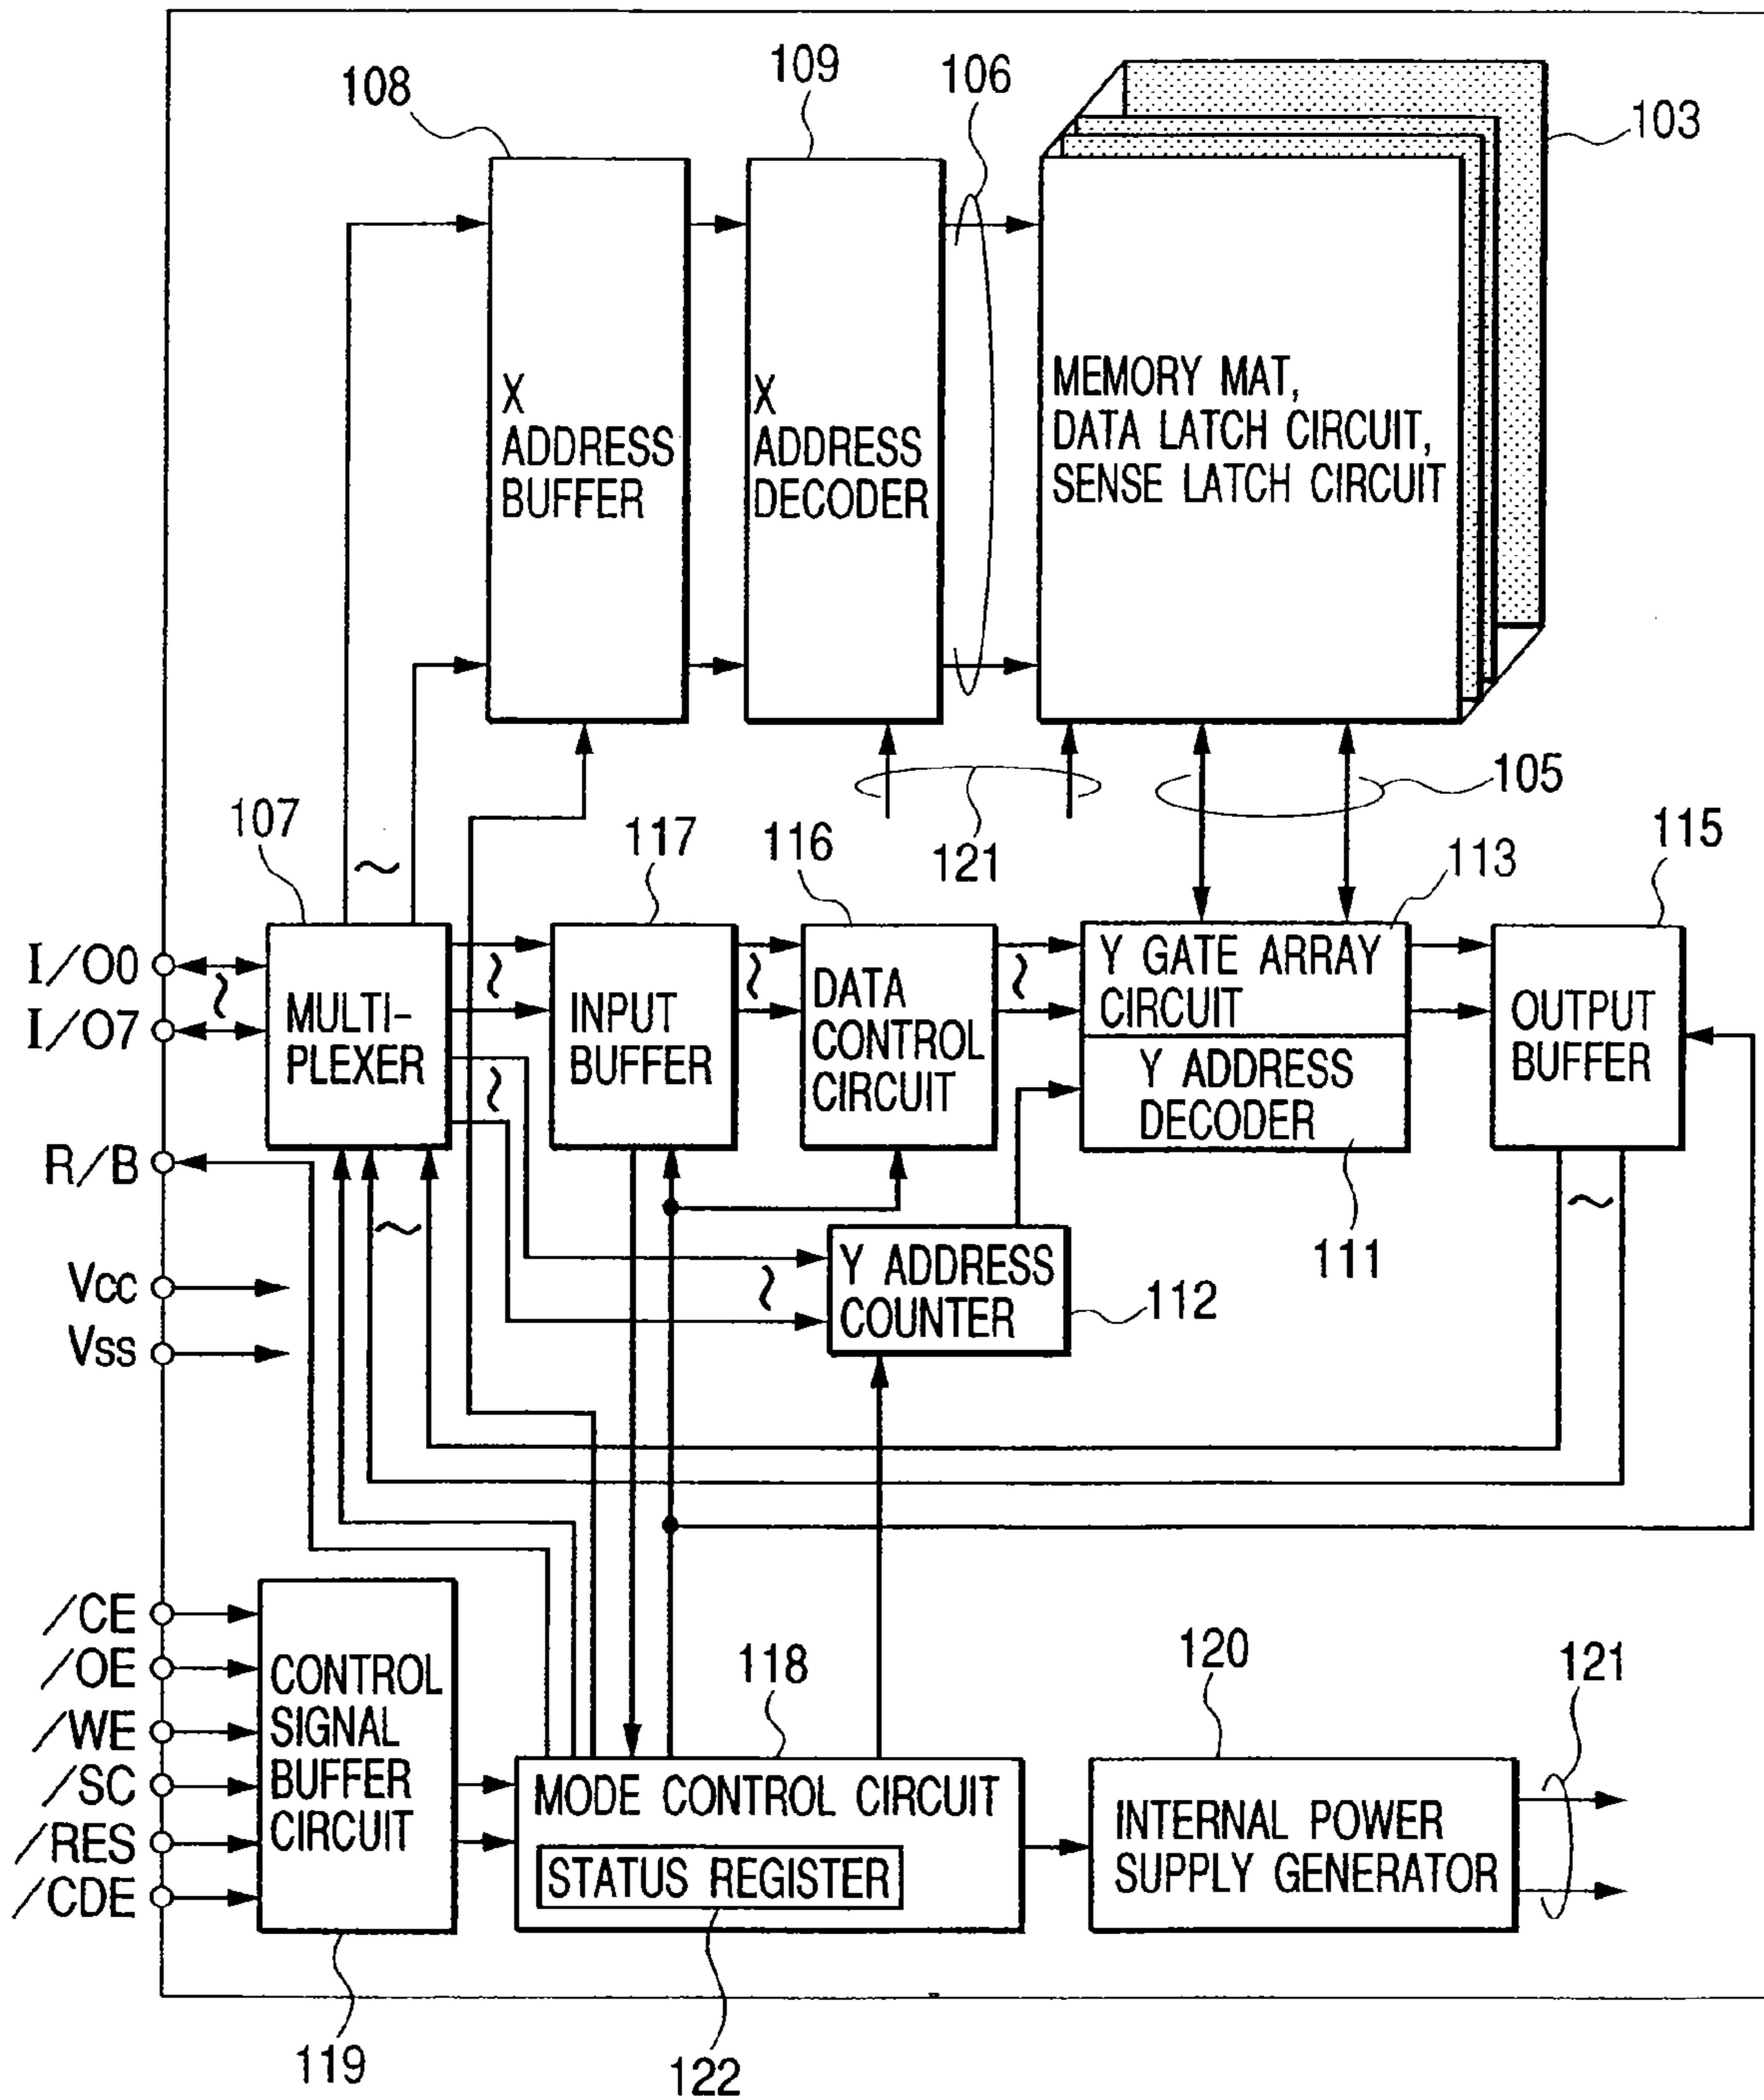 109
106
108
103
X
ADDRESS
BUFFER
X
ADDRESS
DECODER
MEMORY MAT,
DATA LATCH CIRCUIT,
SENSE LATCH CIRCUIT
107
117
116
121
105
113
115
I/O0
I/O7
MULTI-
PLEXER
INPUT
BUFFER
DATA
CONTROL
CIRCUIT
Y GATE ARRAY
CIRCUIT
Y ADDRESS
DECODER
OUTPUT
BUFFER
R/B
Vcc
Vss
Y ADDRESS
COUNTER
112
111
/CE
/OE
/WE
/SC
/RES
/CDE
CONTROL
SIGNAL
BUFFER
CIRCUIT
118
120
121
MODE CONTROL CIRCUIT
STATUS REGISTER
INTERNAL POWER
SUPPLY GENERATOR
119
122